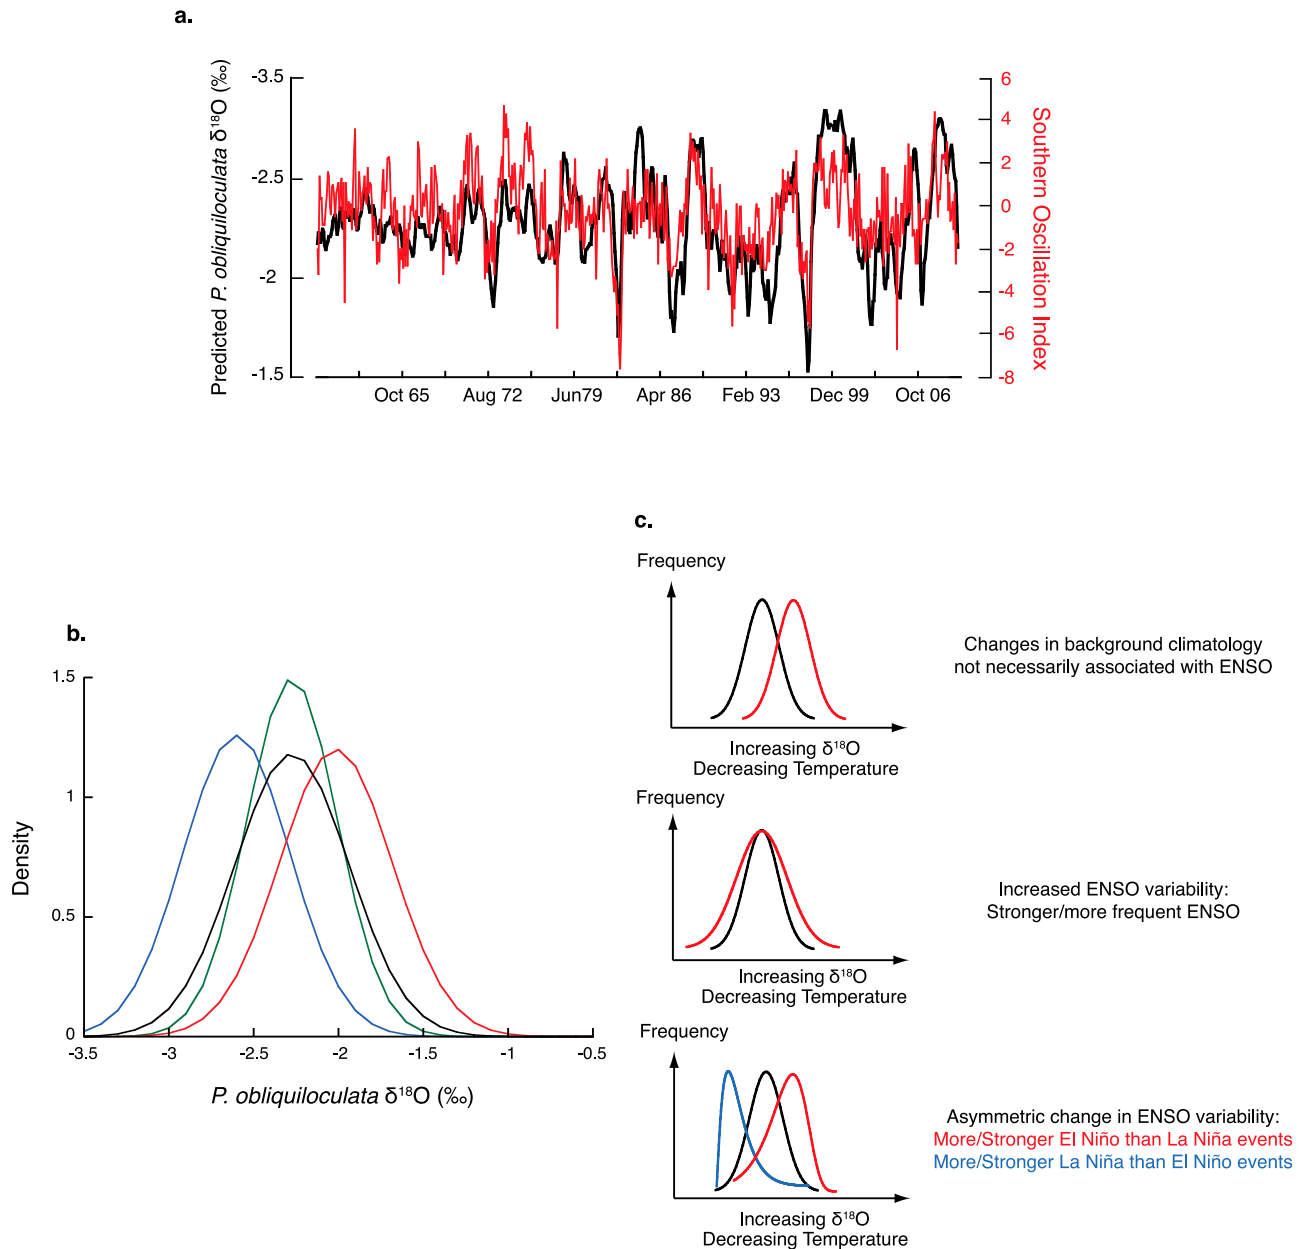 a.
Predicted P. obliquiloculata δ¹⁸O (‰)
-3.5
-2.5
-2
-1.5
6
4
2
0
-2
-4
-6
-8
Southern Oscillation Index
Oct 65
Aug 72
Jun79
Apr 86
Feb 93
Dec 99
Oct 06
b.
Density
1.5
1
0.5
0
-3.5
-3
-2.5
-2
-1.5
-1
-0.5
P. obliquiloculata δ¹⁸O (‰)
c.
Frequency
Increasing δ¹⁸O
Decreasing Temperature
Changes in background climatology
not necessarily associated with ENSO
Frequency
Increasing δ¹⁸O
Decreasing Temperature
Increased ENSO variability:
Stronger/more frequent ENSO
Frequency
Increasing δ¹⁸O
Decreasing Temperature
Asymmetric change in ENSO variability:
More/Stronger El Niño than La Niña events
More/Stronger La Niña than El Niño events